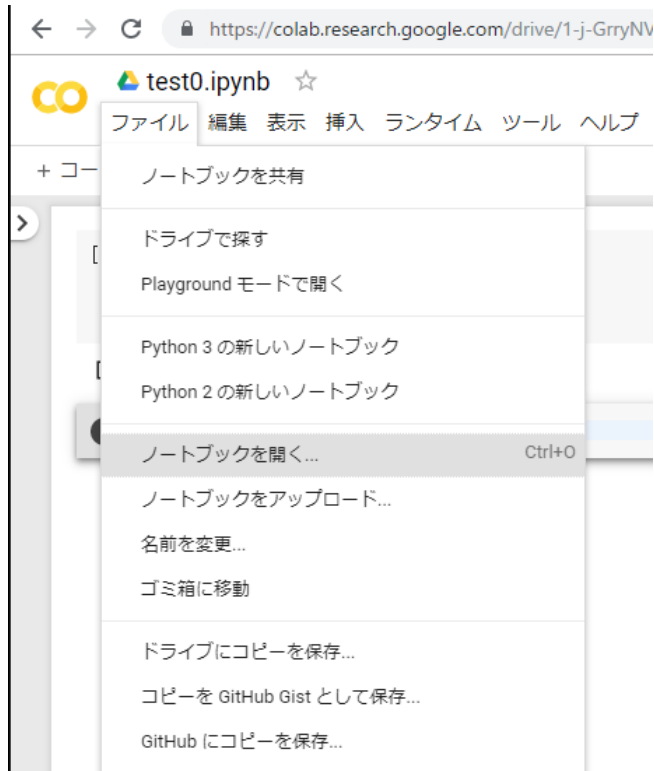 https://colab.research.google.com/drive/1-j-GrryNV
CO
test0.ipynb
ファイル 編集 表示 挿入 ランタイム ツール ヘルプ
+ コー
ノートブックを共有
ドライブで探す
[
Playground モードで開く
Python 3 の新しいノートブック
[
Python 2 の新しいノートブック
ノートブックを開く... Ctrl+O
ノートブックをアップロード...
名前を変更...
ゴミ箱に移動
ドライブにコピーを保存...
コピーを GitHub Gist として保存...
GitHub にコピーを保存...